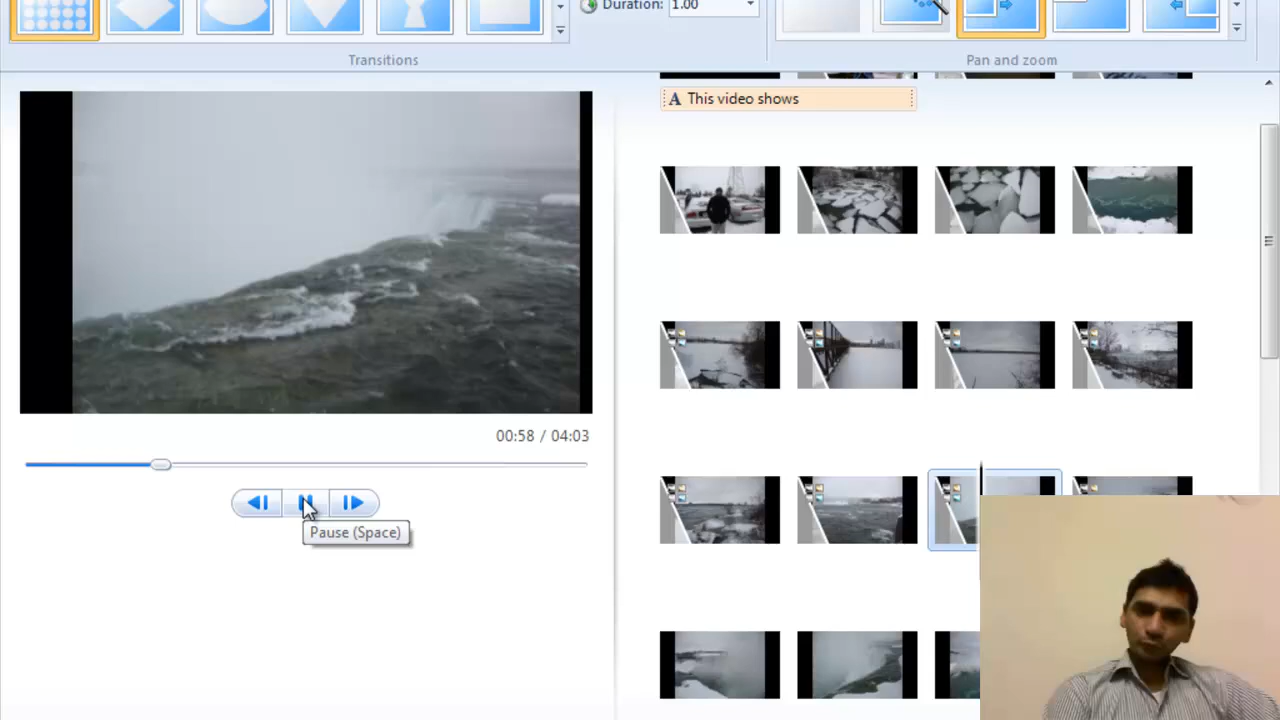 Duration: 1.00
Transitions
Pan and zoom
A This video shows
00:58 / 04:03
Pause (Space)